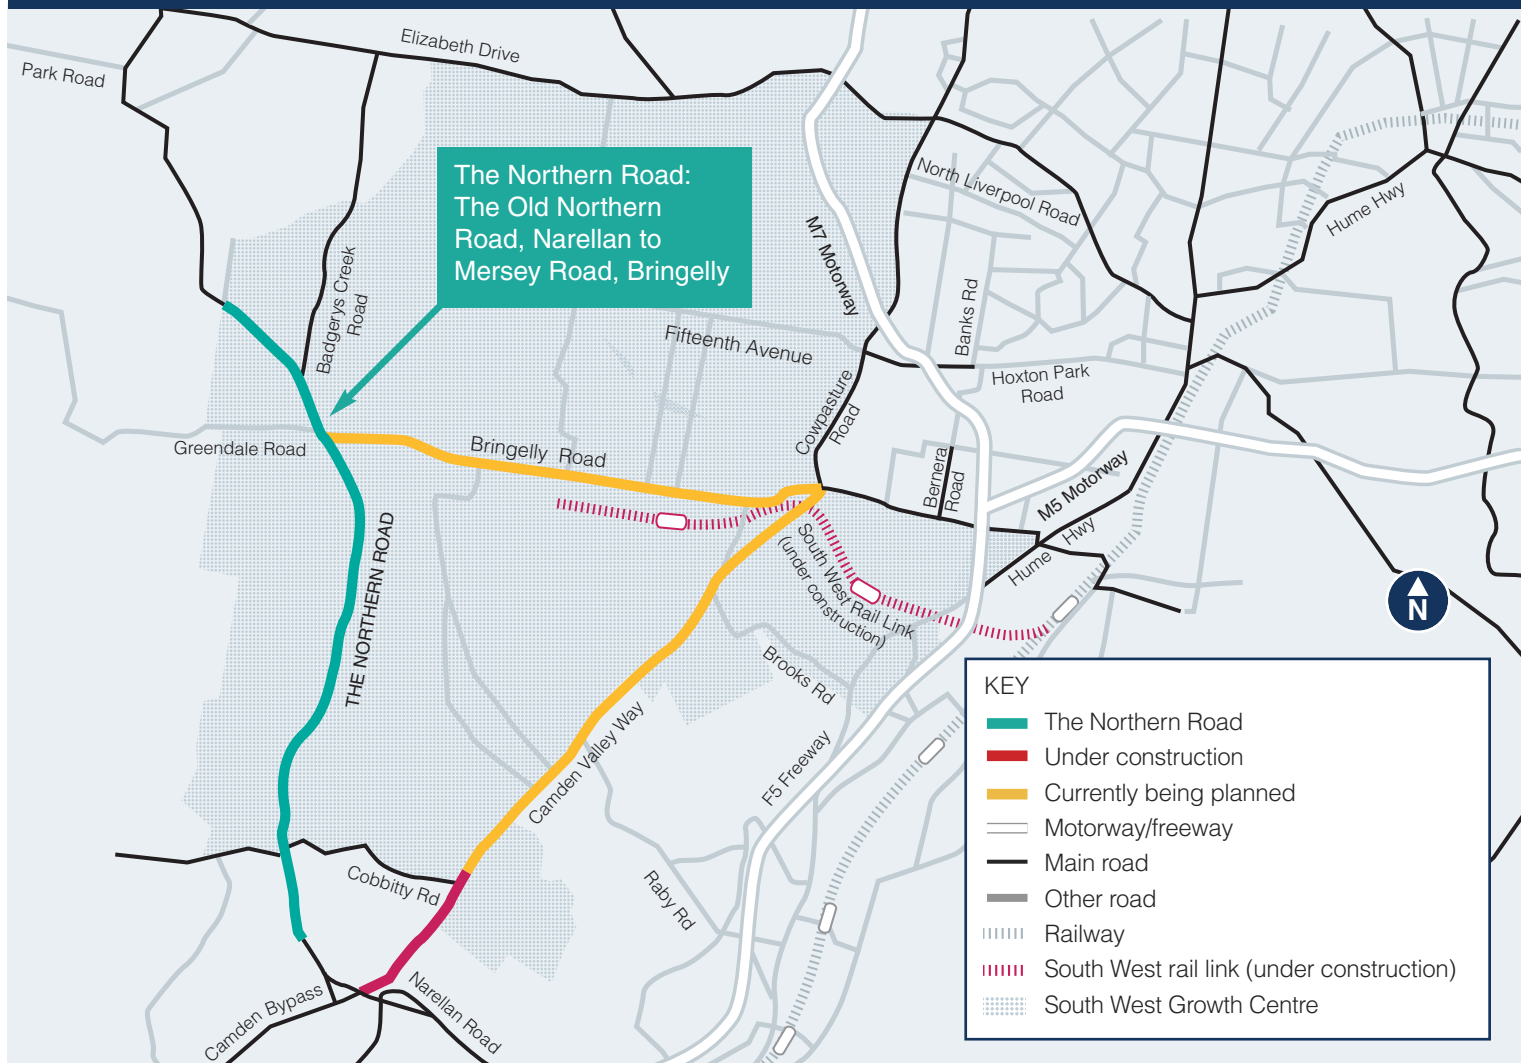 Elizabeth Drive
Park Road
The Northern Road:
The Old Northern
Road, Narellan to
Mersey Road, Bringelly
North Liverpool Road
Hume Hwy
M7 Motorway
Badgerys Creek
Road
Banks Rd
Fifteenth Avenue
Hoxton Park
Road
Cowpasture
Road
Greendale Road
Bringelly Road
Bernera
Road
M5 Motorway
THE NORTHERN ROAD
South West Rail Link
(under construction)
Hume Hwy
N
Brooks Rd
Camden Valley Way
F5 Freeway
Cobbitty Rd
Raby Rd
Camden Bypass
Narellan Road
KEY
The Northern Road
Under construction
Currently being planned
Motorway/freeway
Main road
Other road
Railway
South West rail link (under construction)
South West Growth Centre